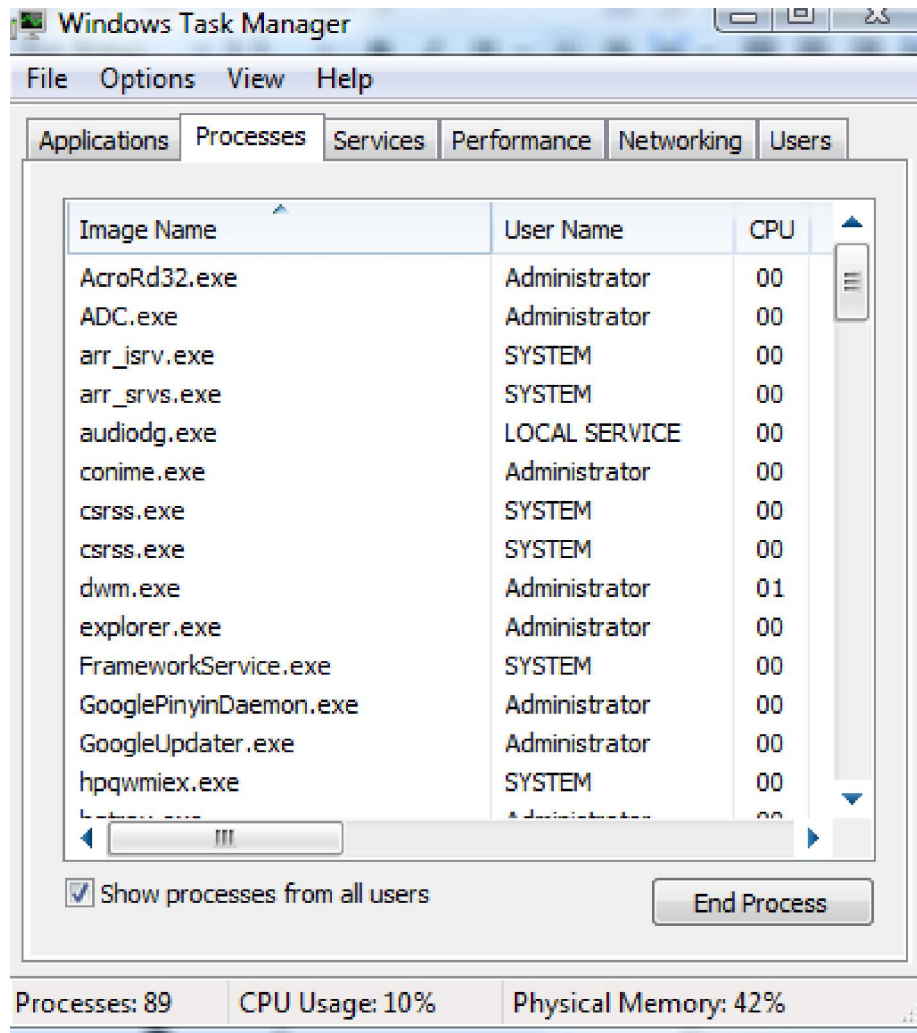 Windows Task Manager
File Options View Help
Applications Processes Services Performance Networking Users
Image Name User Name CPU
AcroRd32.exe Administrator 00
ADC.exe Administrator 00
arr_isrv.exe SYSTEM 00
arr_srvs.exe SYSTEM 00
audiodg.exe LOCAL SERVICE 00
conime.exe Administrator 00
csrss.exe SYSTEM 00
csrss.exe SYSTEM 00
dwm.exe Administrator 01
explorer.exe Administrator 00
FrameworkService.exe SYSTEM 00
GooglePinyinDaemon.exe Administrator 00
GoogleUpdater.exe Administrator 00
hpqwmiex.exe SYSTEM 00
Show processes from all users End Process
Processes: 89 CPU Usage: 10% Physical Memory: 42%